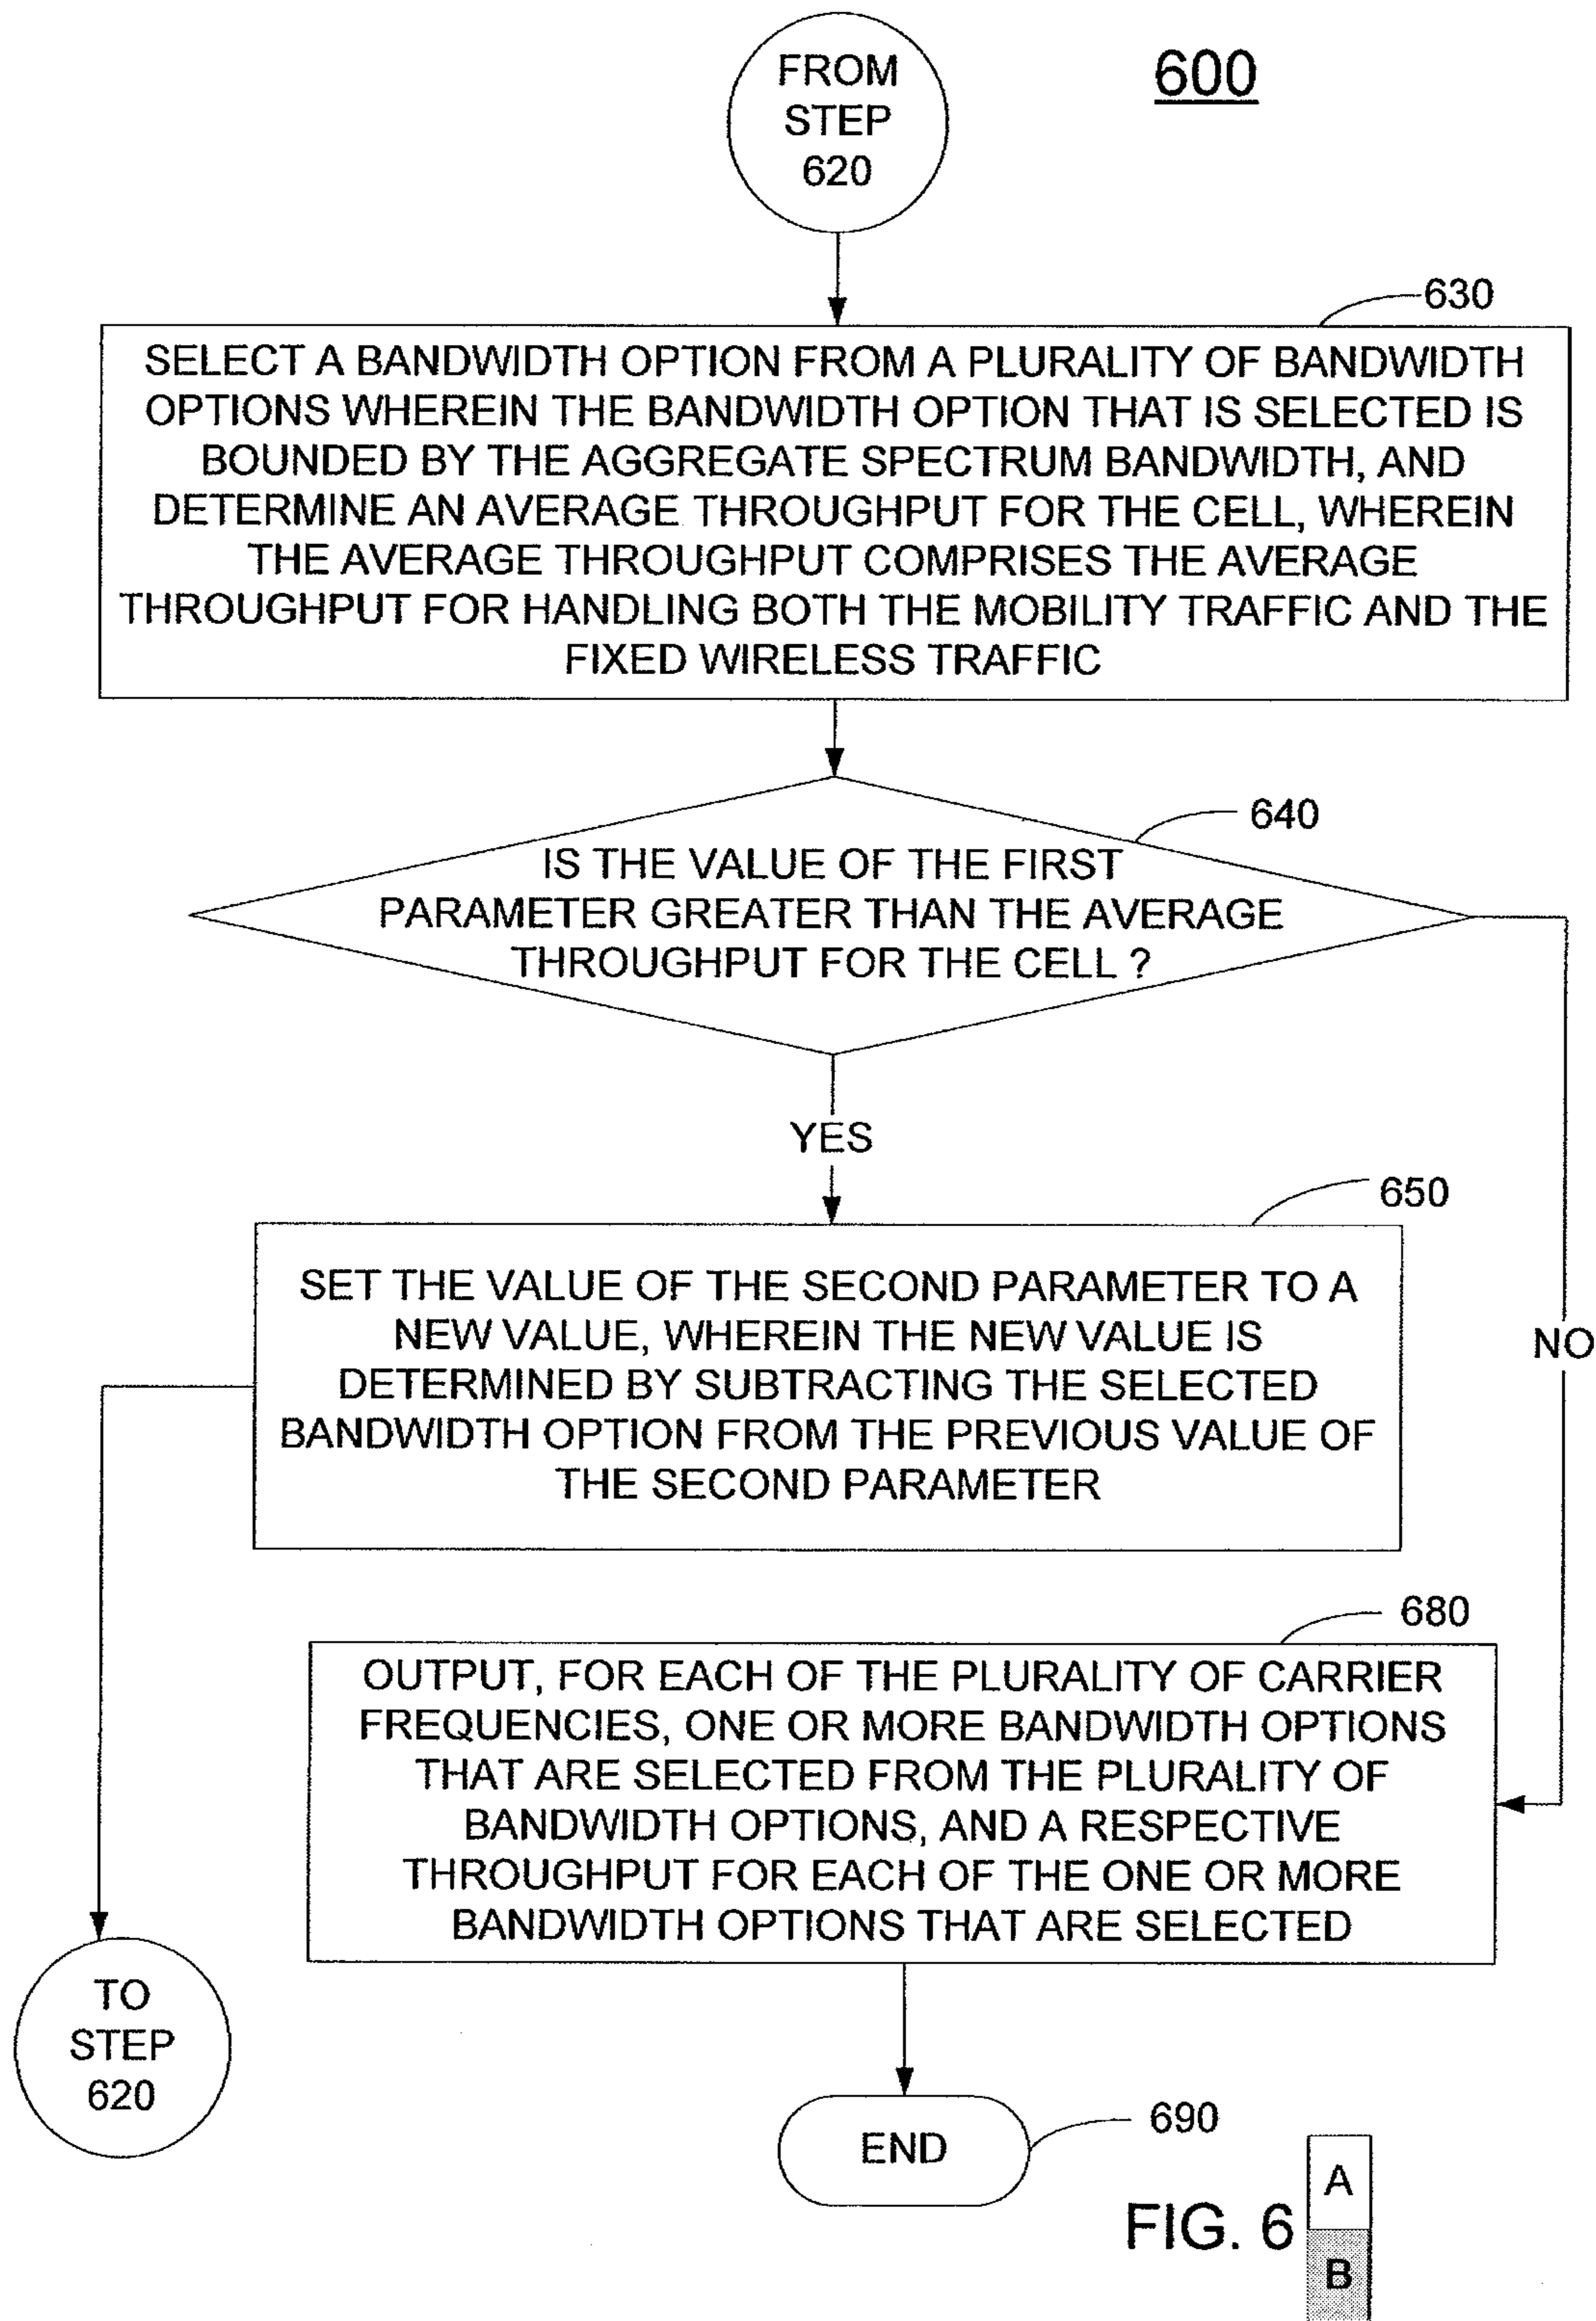 600
FROM
STEP
620
630
SELECT A BANDWIDTH OPTION FROM A PLURALITY OF BANDWIDTH
OPTIONS WHEREIN THE BANDWIDTH OPTION THAT IS SELECTED IS
BOUNDED BY THE AGGREGATE SPECTRUM BANDWIDTH, AND
DETERMINE AN AVERAGE THROUGHPUT FOR THE CELL, WHEREIN
THE AVERAGE THROUGHPUT COMPRISES THE AVERAGE
THROUGHPUT FOR HANDLING BOTH THE MOBILITY TRAFFIC AND THE
FIXED WIRELESS TRAFFIC
640
IS THE VALUE OF THE FIRST
PARAMETER GREATER THAN THE AVERAGE
THROUGHPUT FOR THE CELL ?
YES
NO
650
SET THE VALUE OF THE SECOND PARAMETER TO A
NEW VALUE, WHEREIN THE NEW VALUE IS
DETERMINED BY SUBTRACTING THE SELECTED
BANDWIDTH OPTION FROM THE PREVIOUS VALUE OF
THE SECOND PARAMETER
680
OUTPUT, FOR EACH OF THE PLURALITY OF CARRIER
FREQUENCIES, ONE OR MORE BANDWIDTH OPTIONS
THAT ARE SELECTED FROM THE PLURALITY OF
BANDWIDTH OPTIONS, AND A RESPECTIVE
THROUGHPUT FOR EACH OF THE ONE OR MORE
BANDWIDTH OPTIONS THAT ARE SELECTED
TO
STEP
620
690
END
FIG. 6
A
B